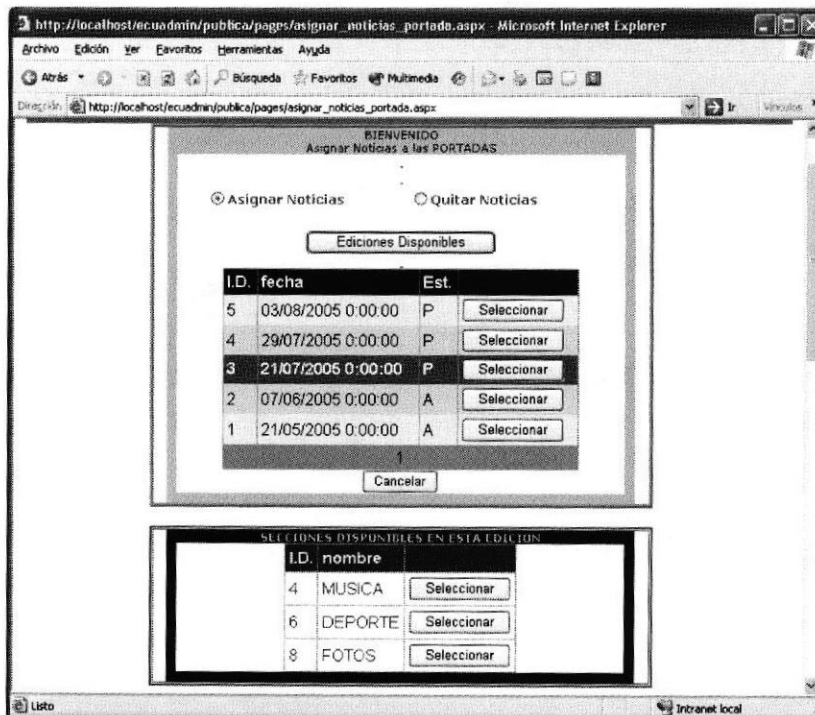 http://localhost/ecuadmin/publica/pages/asignar_noticias_portada.aspx - Microsoft Internet Explorer
Archivo Edición Ver Favoritos Herramientas Ayuda
Atrás Búsqueda Favoritos Multimedia
Dirección http://localhost/ecuadmin/publica/pages/asignar_noticias_portada.aspx Ir Vínculos
BIENVENIDO
Asignar Noticias a las PORTADAS
Asignar Noticias Quitar Noticias
Ediciones Disponibles
I.D. fecha Est.
5 03/08/2005 0:00:00 P Seleccionar
4 29/07/2005 0:00:00 P Seleccionar
3 21/07/2005 0:00:00 P Seleccionar
2 07/06/2005 0:00:00 A Seleccionar
1 21/05/2005 0:00:00 A Seleccionar
1
Cancelar
SECCIONES DISPONIBLES EN ESTA EDICION
I.D. nombre
4 MUSICA Seleccionar
6 DEPORTE Seleccionar
8 FOTOS Seleccionar
Listo Intranet local